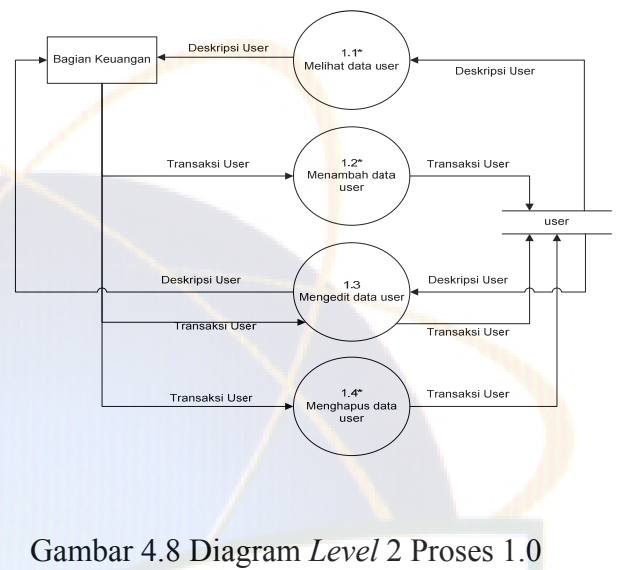 Bagian Keuangan
Deskripsi User
1.1*
Melihat data user
Deskripsi User
Transaksi User
1.2*
Menambah data
user
Transaksi User
user
Deskripsi User
1.3
Mengedit data user
Deskripsi User
Transaksi User
Transaksi User
Transaksi User
1.4*
Menghapus data
user
Transaksi User
Gambar 4.8 Diagram Level 2 Proses 1.0